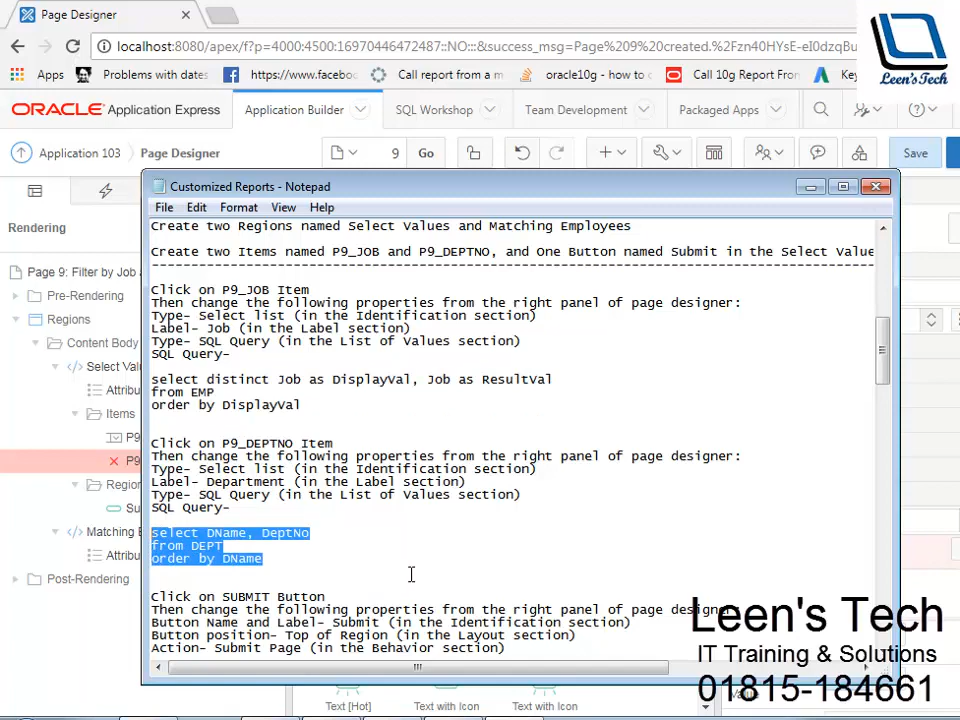 Page Designer
localhost:8080/apex/f?p=4000:4500:16970446472487::NO:::&success_msg=Page%209%20created.%2Fzn40HYsE-eI0dzqBu
Apps
Problems with dates
https://www.facebo
Call report from a m
oracle10g - how to c
Call 10g Report Fron
Key
Leen's Tech
ORACLE Application Express
Application Builder
SQL Workshop
Team Development
Packaged Apps
Application 103
Page Designer
9
Go
Save
Customized Reports - Notepad
File Edit Format View Help
Rendering
Page 9: Filter by Job
Pre-Rendering
Regions
Content Body
Select Val
Attribu
Items
P9
P9
Region
Su
Matching
Attribu
Post-Rendering
Create two Regions named Select Values and Matching Employees
Create two Items named P9_JOB and P9_DEPTNO, and One Button named Submit in the Select Value
--------------------------------------------------------------------------------------------
Click on P9_JOB Item
Then change the following properties from the right panel of page designer:
Type- Select list (in the Identification section)
Label- Job (in the Label section)
Type- SQL Query (in the List of Values section)
SQL Query-
select distinct Job as DisplayVal, Job as ResultVal
from EMP
order by DisplayVal
Click on P9_DEPTNO Item
Then change the following properties from the right panel of page designer:
Type- Select list (in the Identification section)
Label- Department (in the Label section)
Type- SQL Query (in the List of Values section)
SQL Query-
select DName, DeptNo
from DEPT
order by DName
Click on SUBMIT Button
Then change the following properties from the right panel of page designer:
Button Name and Label- Submit (in the Identification section)
Button position- Top of Region (in the Layout section)
Action- Submit Page (in the Behavior section)
Leen's Tech
IT Training & Solutions
01815-184661
Text [Hot]
Text with Icon
Text with Icon